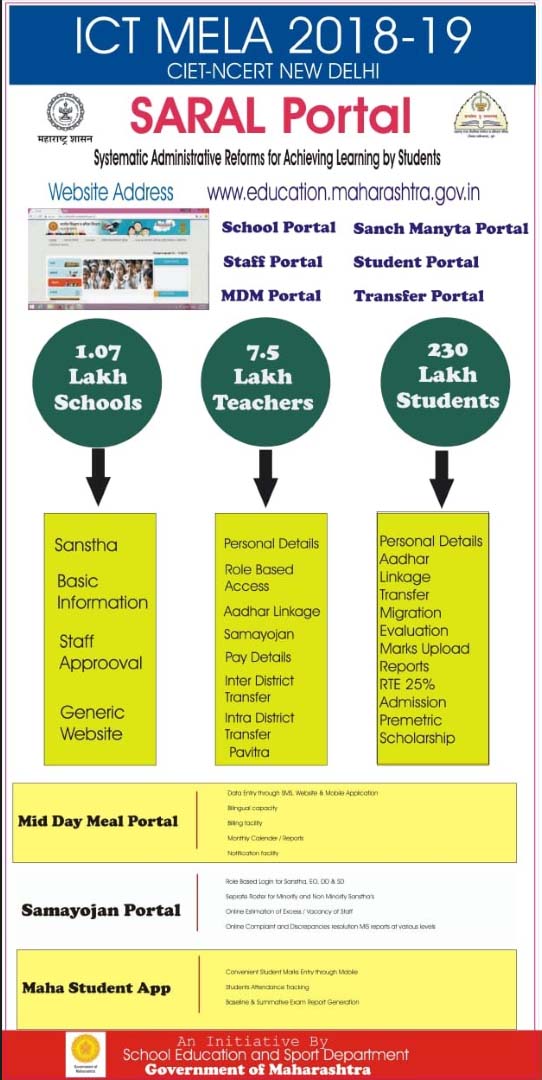 ICT MELA 2018-19
CIET-NCERT NEW DELHI
महाराष्ट्र शासन
SARAL Portal
Systematic Administrative Reforms for Achieving Learning by Students
Website Address www.education.maharashtra.gov.in
School Portal Sanch Manyta Portal
Staff Portal Student Portal
MDM Portal Transfer Portal
1.07
Lakh
Schools
7.5
Lakh
Teachers
230
Lakh
Students
Sanstha
Basic
Information
Staff
Approoval
Generic
Website
Personal Details
Role Based
Access
Aadhar Linkage
Samayojan
Pay Details
Inter District
Transfer
Intra District
Transfer
Pavitra
Personal Details
Aadhar
Linkage
Transfer
Migration
Evaluation
Marks Upload
Reports
RTE 25%
Admission
Premetric
Scholarship
Mid Day Meal Portal
Data Entry through SMS, Website & Mobile Application
Bilingual capacity
Billing facility
Monthly Calender / Reports
Notification facility
Samayojan Portal
Role Based Login for Sanstha, EO, DD & SD
Seprate Roster for Minority and Non Minority Sanstha's
Online Estimation of Excess / Vacancy of Staff
Online Complaint and Discrepancies resolution MIS reports at various levels
Maha Student App
Convenient Student Marks Entry through Mobile
Students Attendance Tracking
Baseline & Summative Exam Report Generation
Government of
Maharashtra
An Initiative By
School Education and Sport Department
Government of Maharashtra